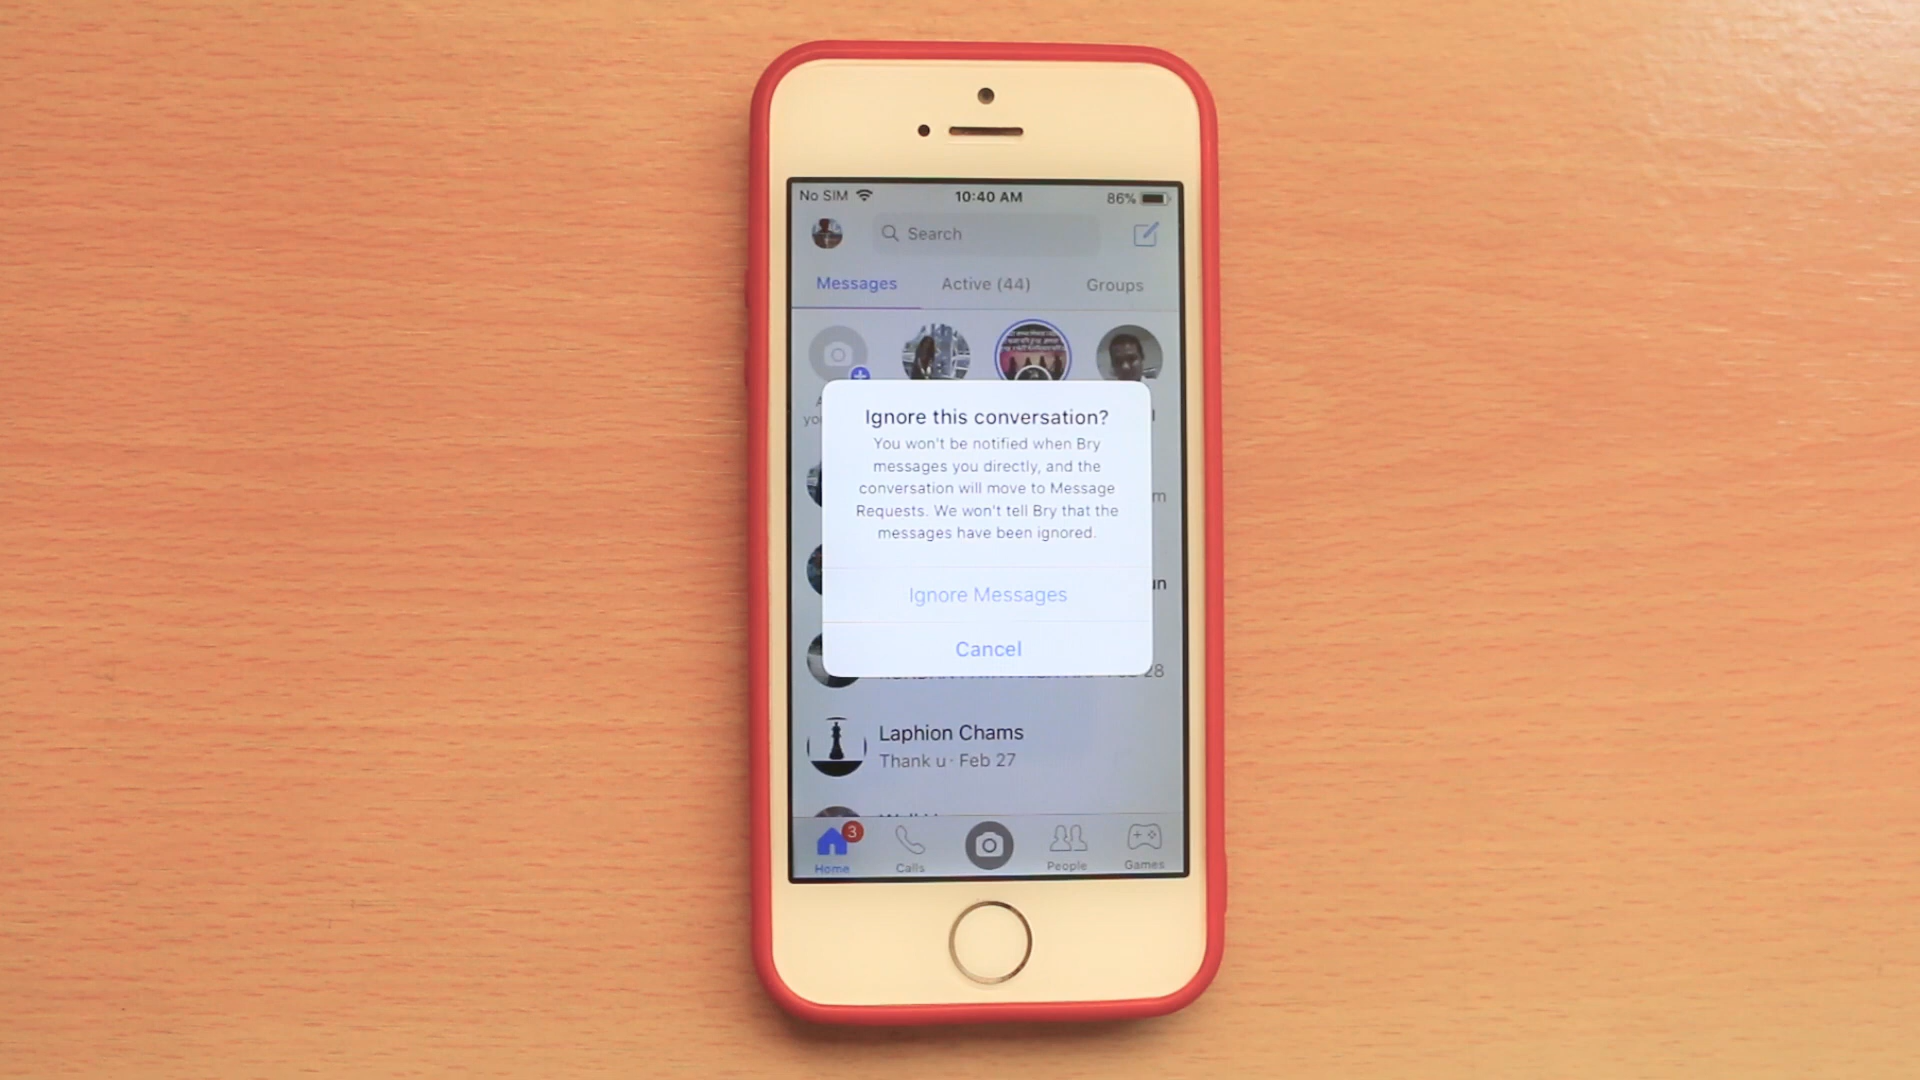 No SIM 10:40 AM 86%
Search
Messages Active (44) Groups
Ignore this conversation?
You won't be notified when Bry
messages you directly, and the
conversation will move to Message
Requests. We won't tell Bry that the
messages have been ignored.
Ignore Messages
Cancel
28
Laphion Chams
Thank u · Feb 27
3
Home Calls People Games